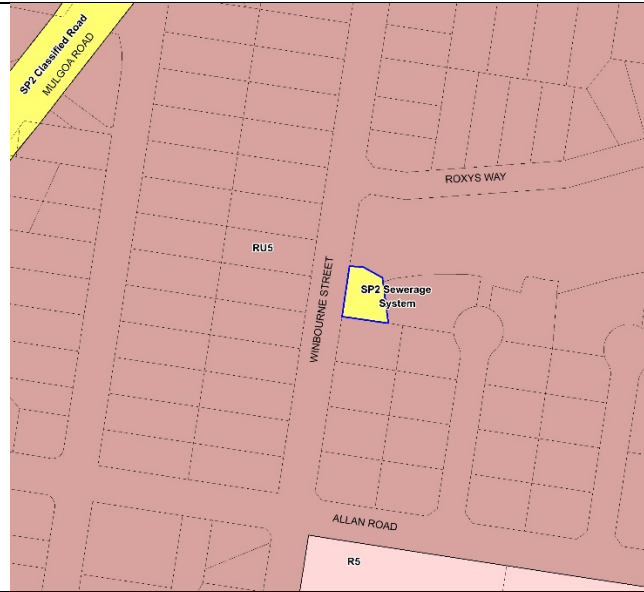 SP2 Classified Road
MULGOA ROAD
ROXYS WAY
RU5
WINBOURNE STREET
SP2 Sewerage
System
ALLAN ROAD
R5